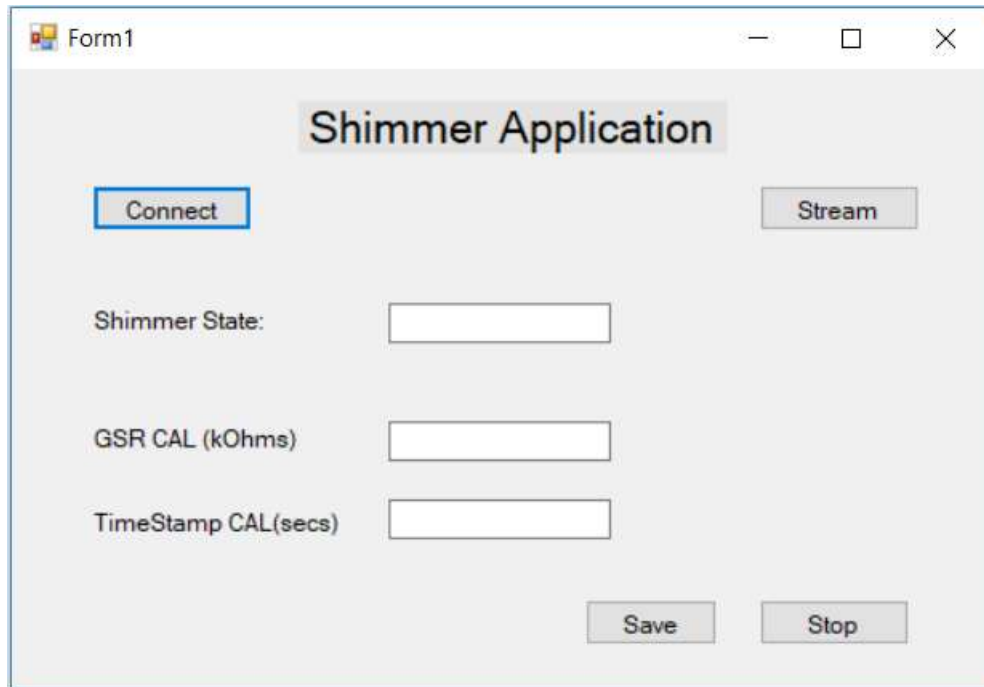 Form1
Shimmer Application
Connect
Stream
Shimmer State:
GSR CAL (kOhms)
TimeStamp CAL(secs)
Save
Stop